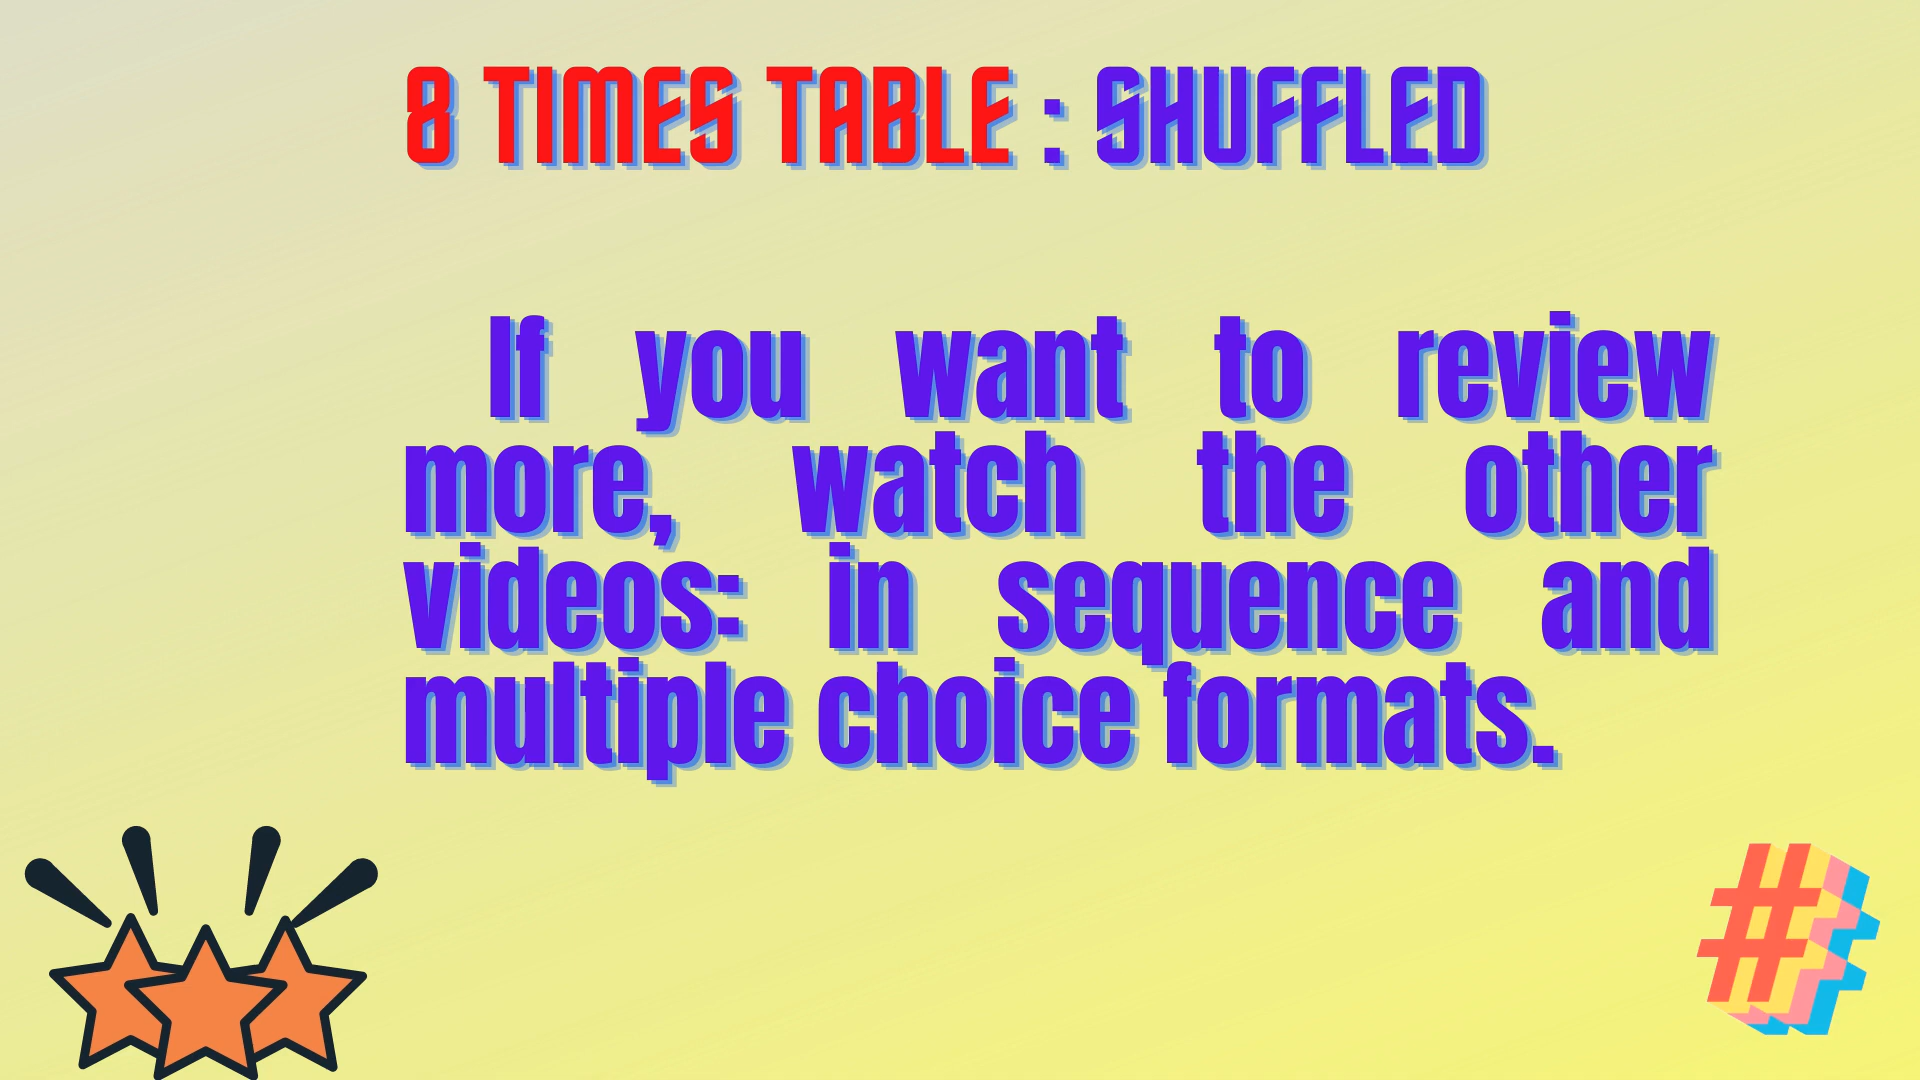 8 TIMES TABLE : SHUFFLED
If you want to review
more, watch the other
videos: in sequence and
multiple choice formats.
#